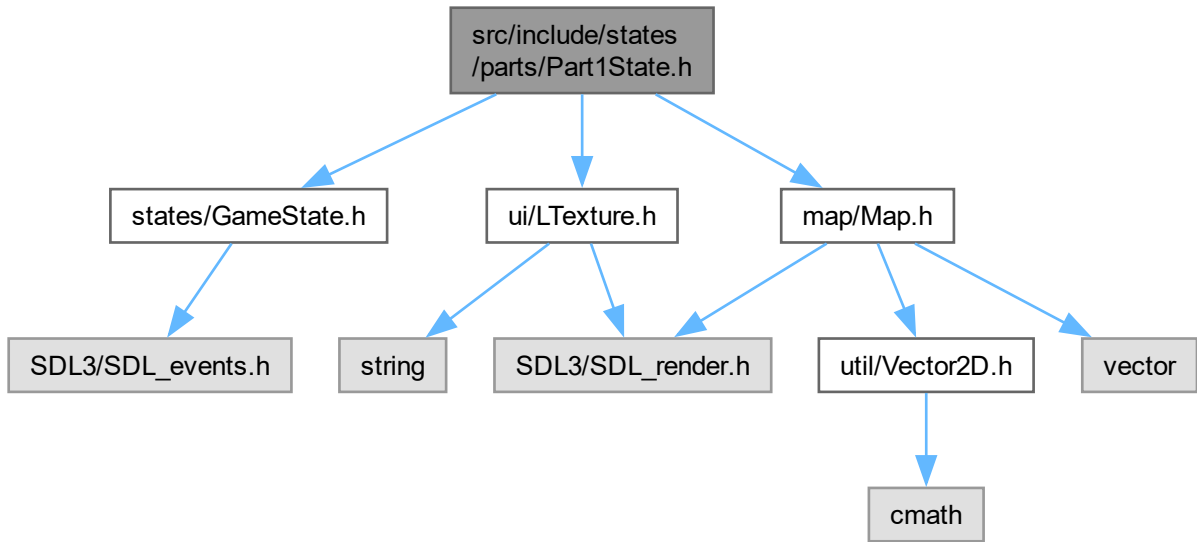 src/include/states
/parts/Part1State.h
states/GameState.h
ui/LTexture.h
map/Map.h
SDL3/SDL_events.h
string
SDL3/SDL_render.h
util/Vector2D.h
vector
cmath